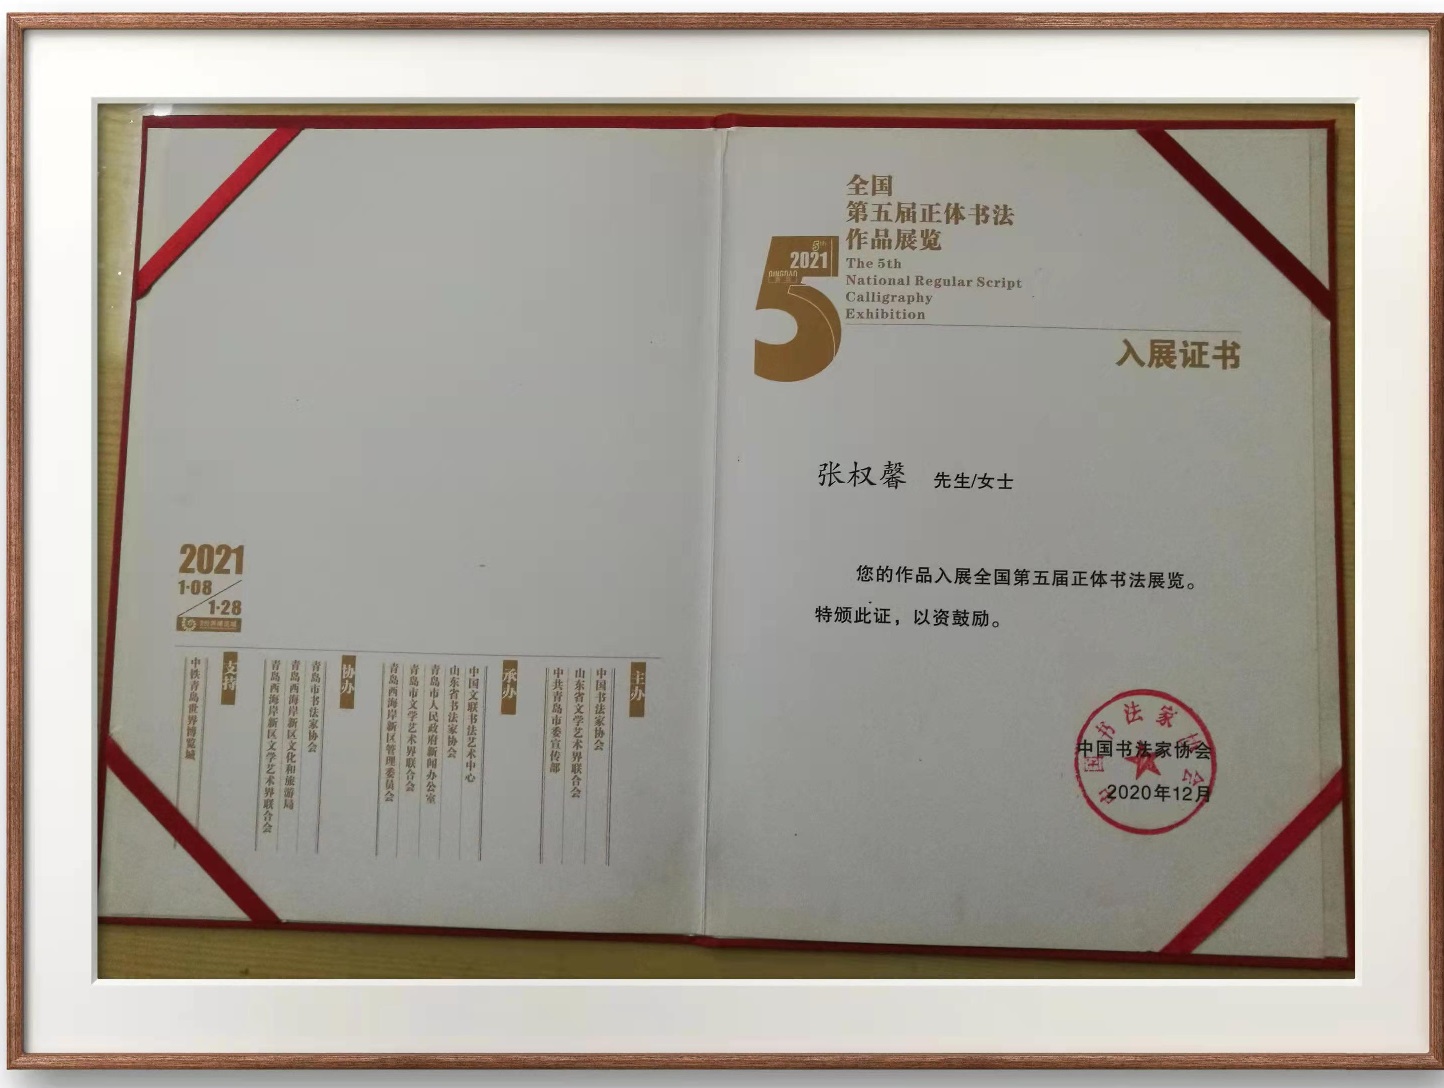 全国
第五届正体书法
作品展览
5th
2021
QINGDAO
5
The 5th
National Regular Script
Calligraphy
Exhibition
入展证书
张权馨 先生/女士
您的作品入展全国第五届正体书法展览。
特颁此证，以资鼓励。
中国书法家协会
中国书法家协会
2020年12月
2021
1·08
1·28
主办
中国书法家协会
山东省文学艺术界联合会
中共青岛市委宣传部
承办
中国文联书法艺术中心
山东省书法家协会
青岛市人民政府新闻办公室
青岛市文学艺术界联合会
青岛西海岸新区管理委员会
协办
青岛市书法家协会
青岛西海岸新区文化和旅游局
青岛西海岸新区文学艺术界联合会
支持
中铁青岛世界博览城